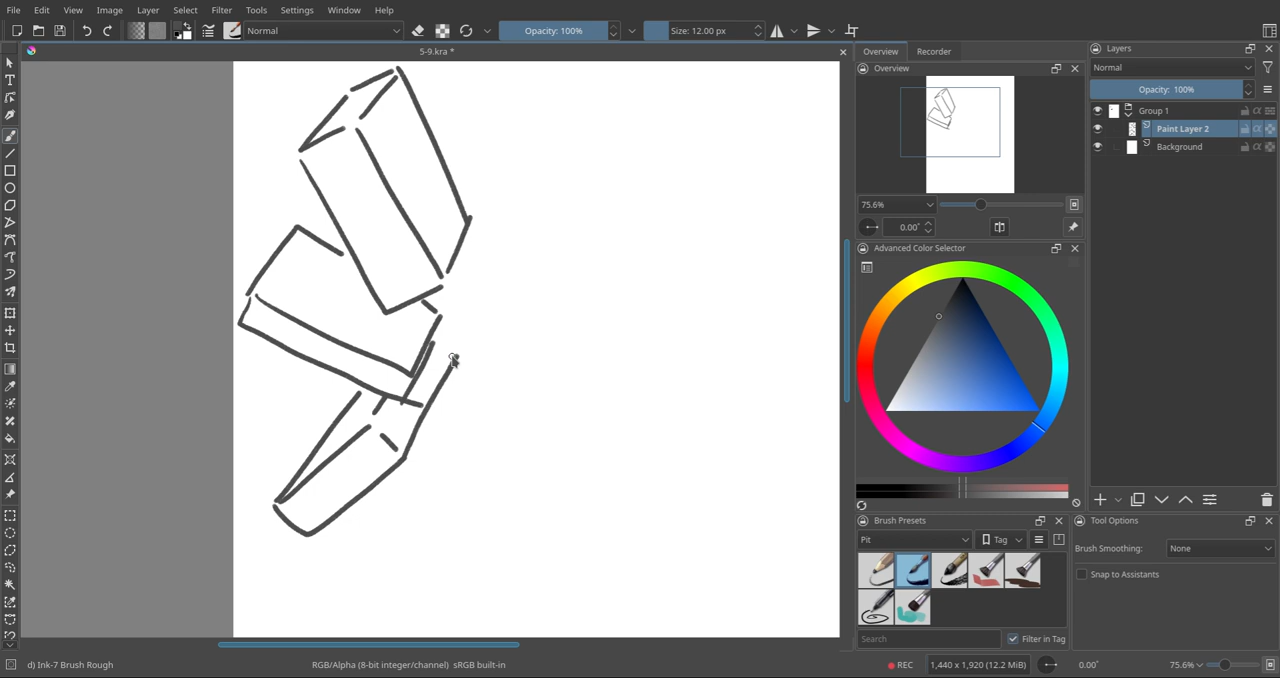 File Edit View Image Layer Select Filter Tools Settings Window Help
Normal Opacity: 100% Size: 12.00 px
5-9.kra *
Overview Recorder
Overview
75.6%
0.00°
Advanced Color Selector
Brush Presets
Pit Tag
Search Filter in Tag
Layers
Normal
Opacity: 100%
Group 1
Paint Layer 2
Background
Tool Options
Brush Smoothing: None
Snap to Assistants
d) Ink-7 Brush Rough RGB/Alpha (8-bit integer/channel) sRGB built-in REC 1,440 x 1,920 (12.2 MiB) 0.00° 75.6%